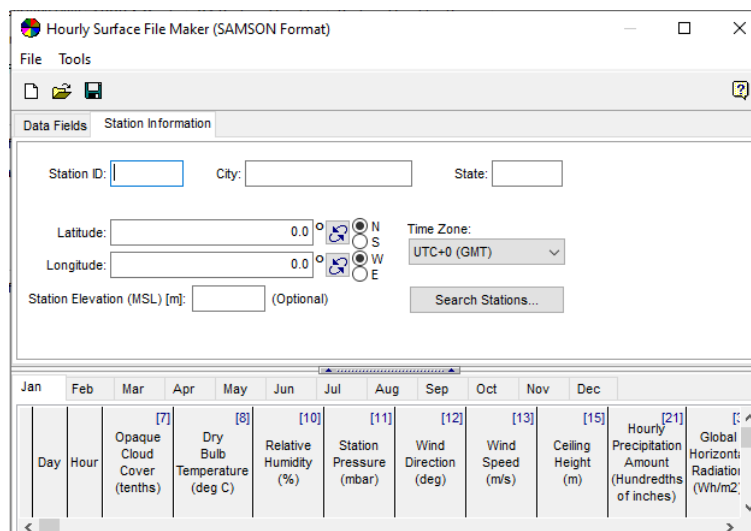 Hourly Surface File Maker (SAMSON Format)
File Tools
Data Fields Station Information
Station ID: City: State:
Latitude: 0.0 ° N S Time Zone:
Longitude: 0.0 ° W E UTC+0 (GMT)
Station Elevation (MSL) [m]: (Optional) Search Stations...
Jan Feb Mar Apr May Jun Jul Aug Sep Oct Nov Dec
[7] [8] [10] [11] [12] [13] [15] [21]
Day Hour
Opaque
Cloud
Cover
(tenths)
Dry
Bulb
Temperature
(deg C)
Relative
Humidity
(%)
Station
Pressure
(mbar)
Wind
Direction
(deg)
Wind
Speed
(m/s)
Ceiling
Height
(m)
Hourly
Precipitation
Amount
(Hundredths
of inches)
Global
(Wh/m2)